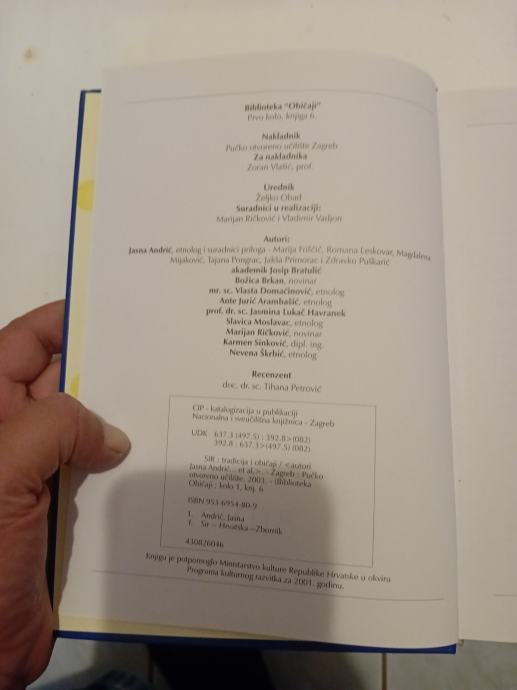 Biblioteka "Običaji"
Prvo kolo, knjiga 6.
Nakladnik
Pučko otvoreno učilište Zagreb
Za nakladnika
Zoran Vlašić, prof.
Urednik
Željko Obad
Suradnici u realizaciji:
Marijan Ričković i Vladimir Vadjon
Autori:
Jasna Andrić, etnolog i suradnici priloga - Marija Friščić, Romana Leskovar, Magdalena
Mijaković, Tajana Pongrac, Jakša Primorac i Zdravko Puškarić
akademik Josip Bratulić
Božica Brkan, novinar
mr. sc. Vlasta Domaćinović, etnolog
Ante Jurić Arambašić, etnolog
prof. dr. sc. Jasmina Lukač Havranek
Slavica Moslavac, etnolog
Marijan Ričković, novinar
Karmen Sinković, dipl. ing.
Nevena Škrbić, etnolog
Recenzent
doc. dr. sc. Tihana Petrović
CIP - katalogizacija u publikaciji
Nacionalna i sveučilišna knjižnica - Zagreb
UDK 637.3 (497.5) : 392.8>(082)
392.8 : 637.3>(497.5) (082)
SIR : tradicija i običaji / <autori
Jasna Andrić... et al.>. - Zagreb : Pučko
otvoreno učilište, 2003. - (Biblioteka
Običaji ; kolo 1, knj. 6
ISBN 953-6954-80-9
1. Andrić, Jasna
I. Sir -- Hrvatska --Zbornik
430826046
Knjigu je potpomoglo Ministarstvo kulture Republike Hrvatske u okviru
Programa kulturnog razvitka za 2001. godinu.